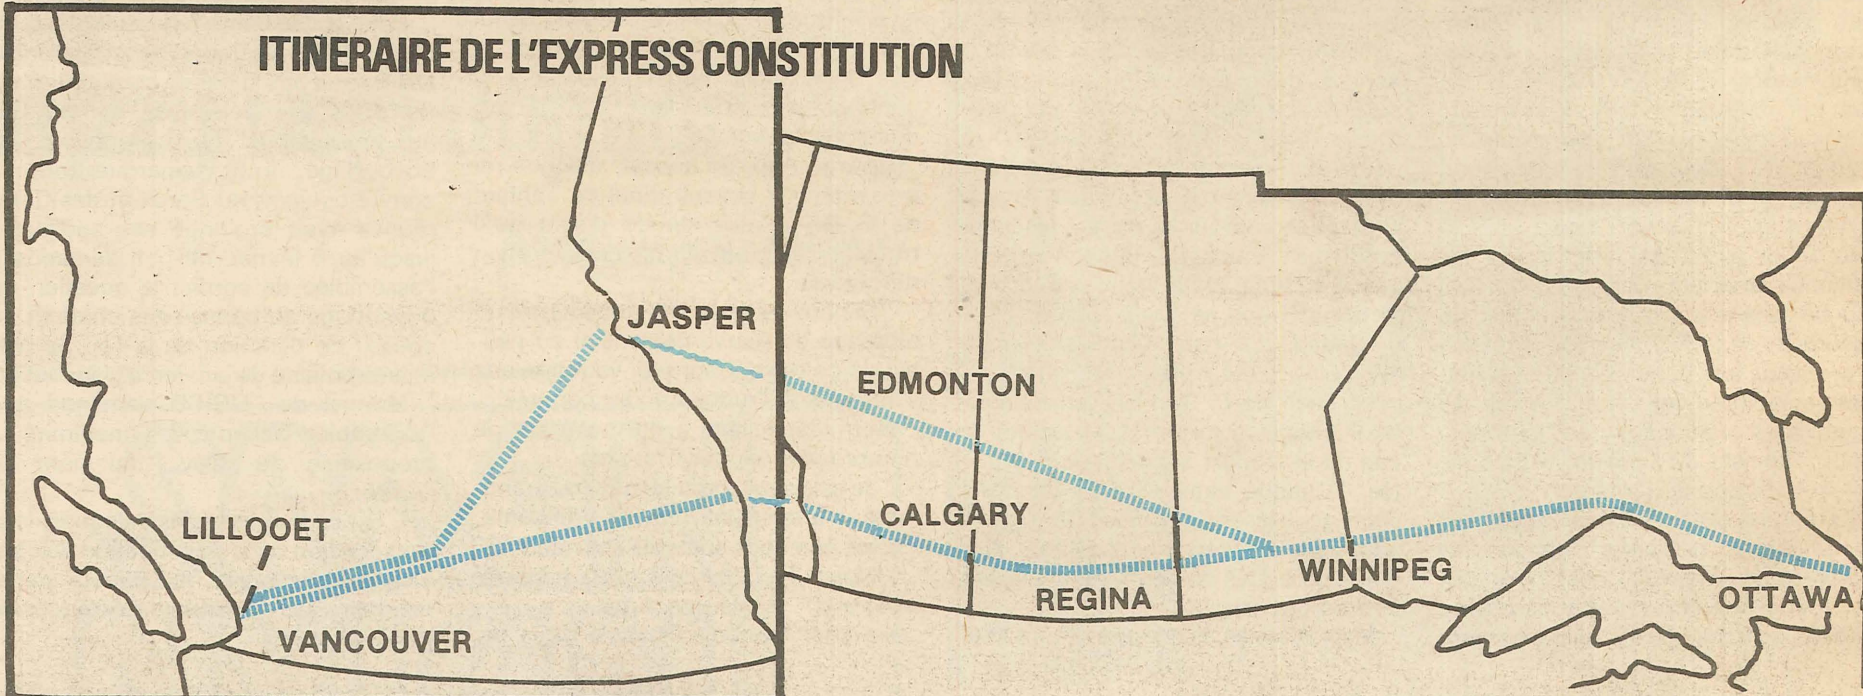 ITINERAIRE DE L'EXPRESS CONSTITUTION
JASPER
EDMONTON
CALGARY
LILLOOET
WINNIPEG
REGINA
OTTAWA
VANCOUVER